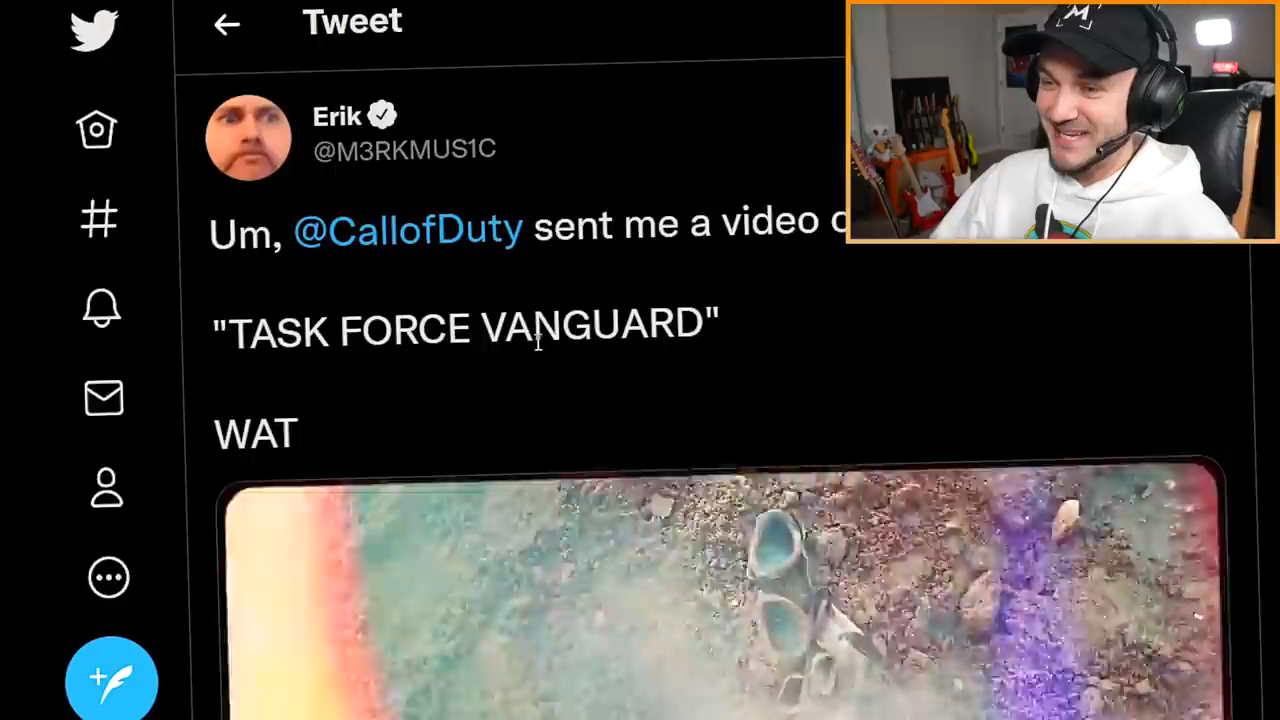 Tweet
Erik
@M3RKMUS1C
Um, @CallofDuty sent me a video
"TASK FORCE VANGUARD"
WAT